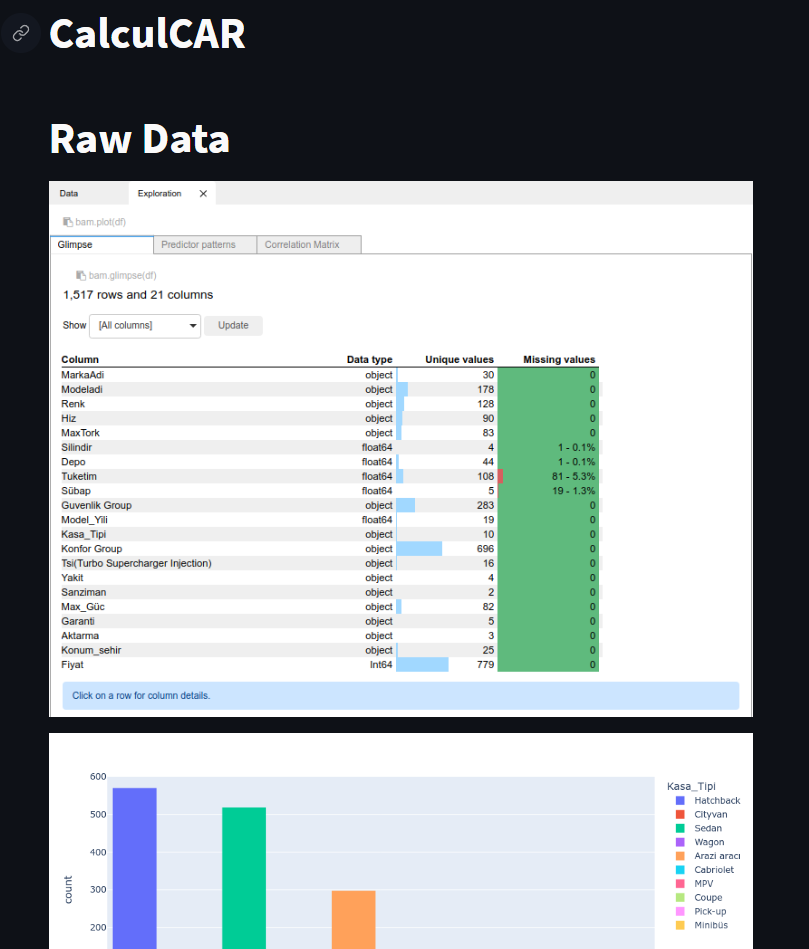 CalculCAR
Raw Data
Data Exploration ✕
bam.plot(df)
Glimpse Predictor patterns Correlation Matrix
bam.glimpse(df)
1,517 rows and 21 columns
Show [All columns] Update
Column Data type Unique values Missing values
MarkaAdi object 30 0
Modeladi object 178 0
Renk object 128 0
Hiz object 90 0
MaxTork object 83 0
Silindir float64 4 1 - 0.1%
Depo float64 44 1 - 0.1%
Tuketim float64 108 81 - 5.3%
Sübap float64 5 19 - 1.3%
Guvenlik Group object 283 0
Model_Yili float64 19 0
Kasa_Tipi object 10 0
Konfor Group object 696 0
Tsi(Turbo Supercharger Injection) object 16 0
Yakit object 4 0
Sanziman object 2 0
Max_Güc object 82 0
Garanti object 5 0
Aktarma object 3 0
Konum_sehir object 25 0
Fiyat Int64 779 0
Click on a row for column details.
600
500
400
300
200
count
Kasa_Tipi
Hatchback
Cityvan
Sedan
Wagon
Arazi aracı
Cabriolet
MPV
Coupe
Pick-up
Minibüs